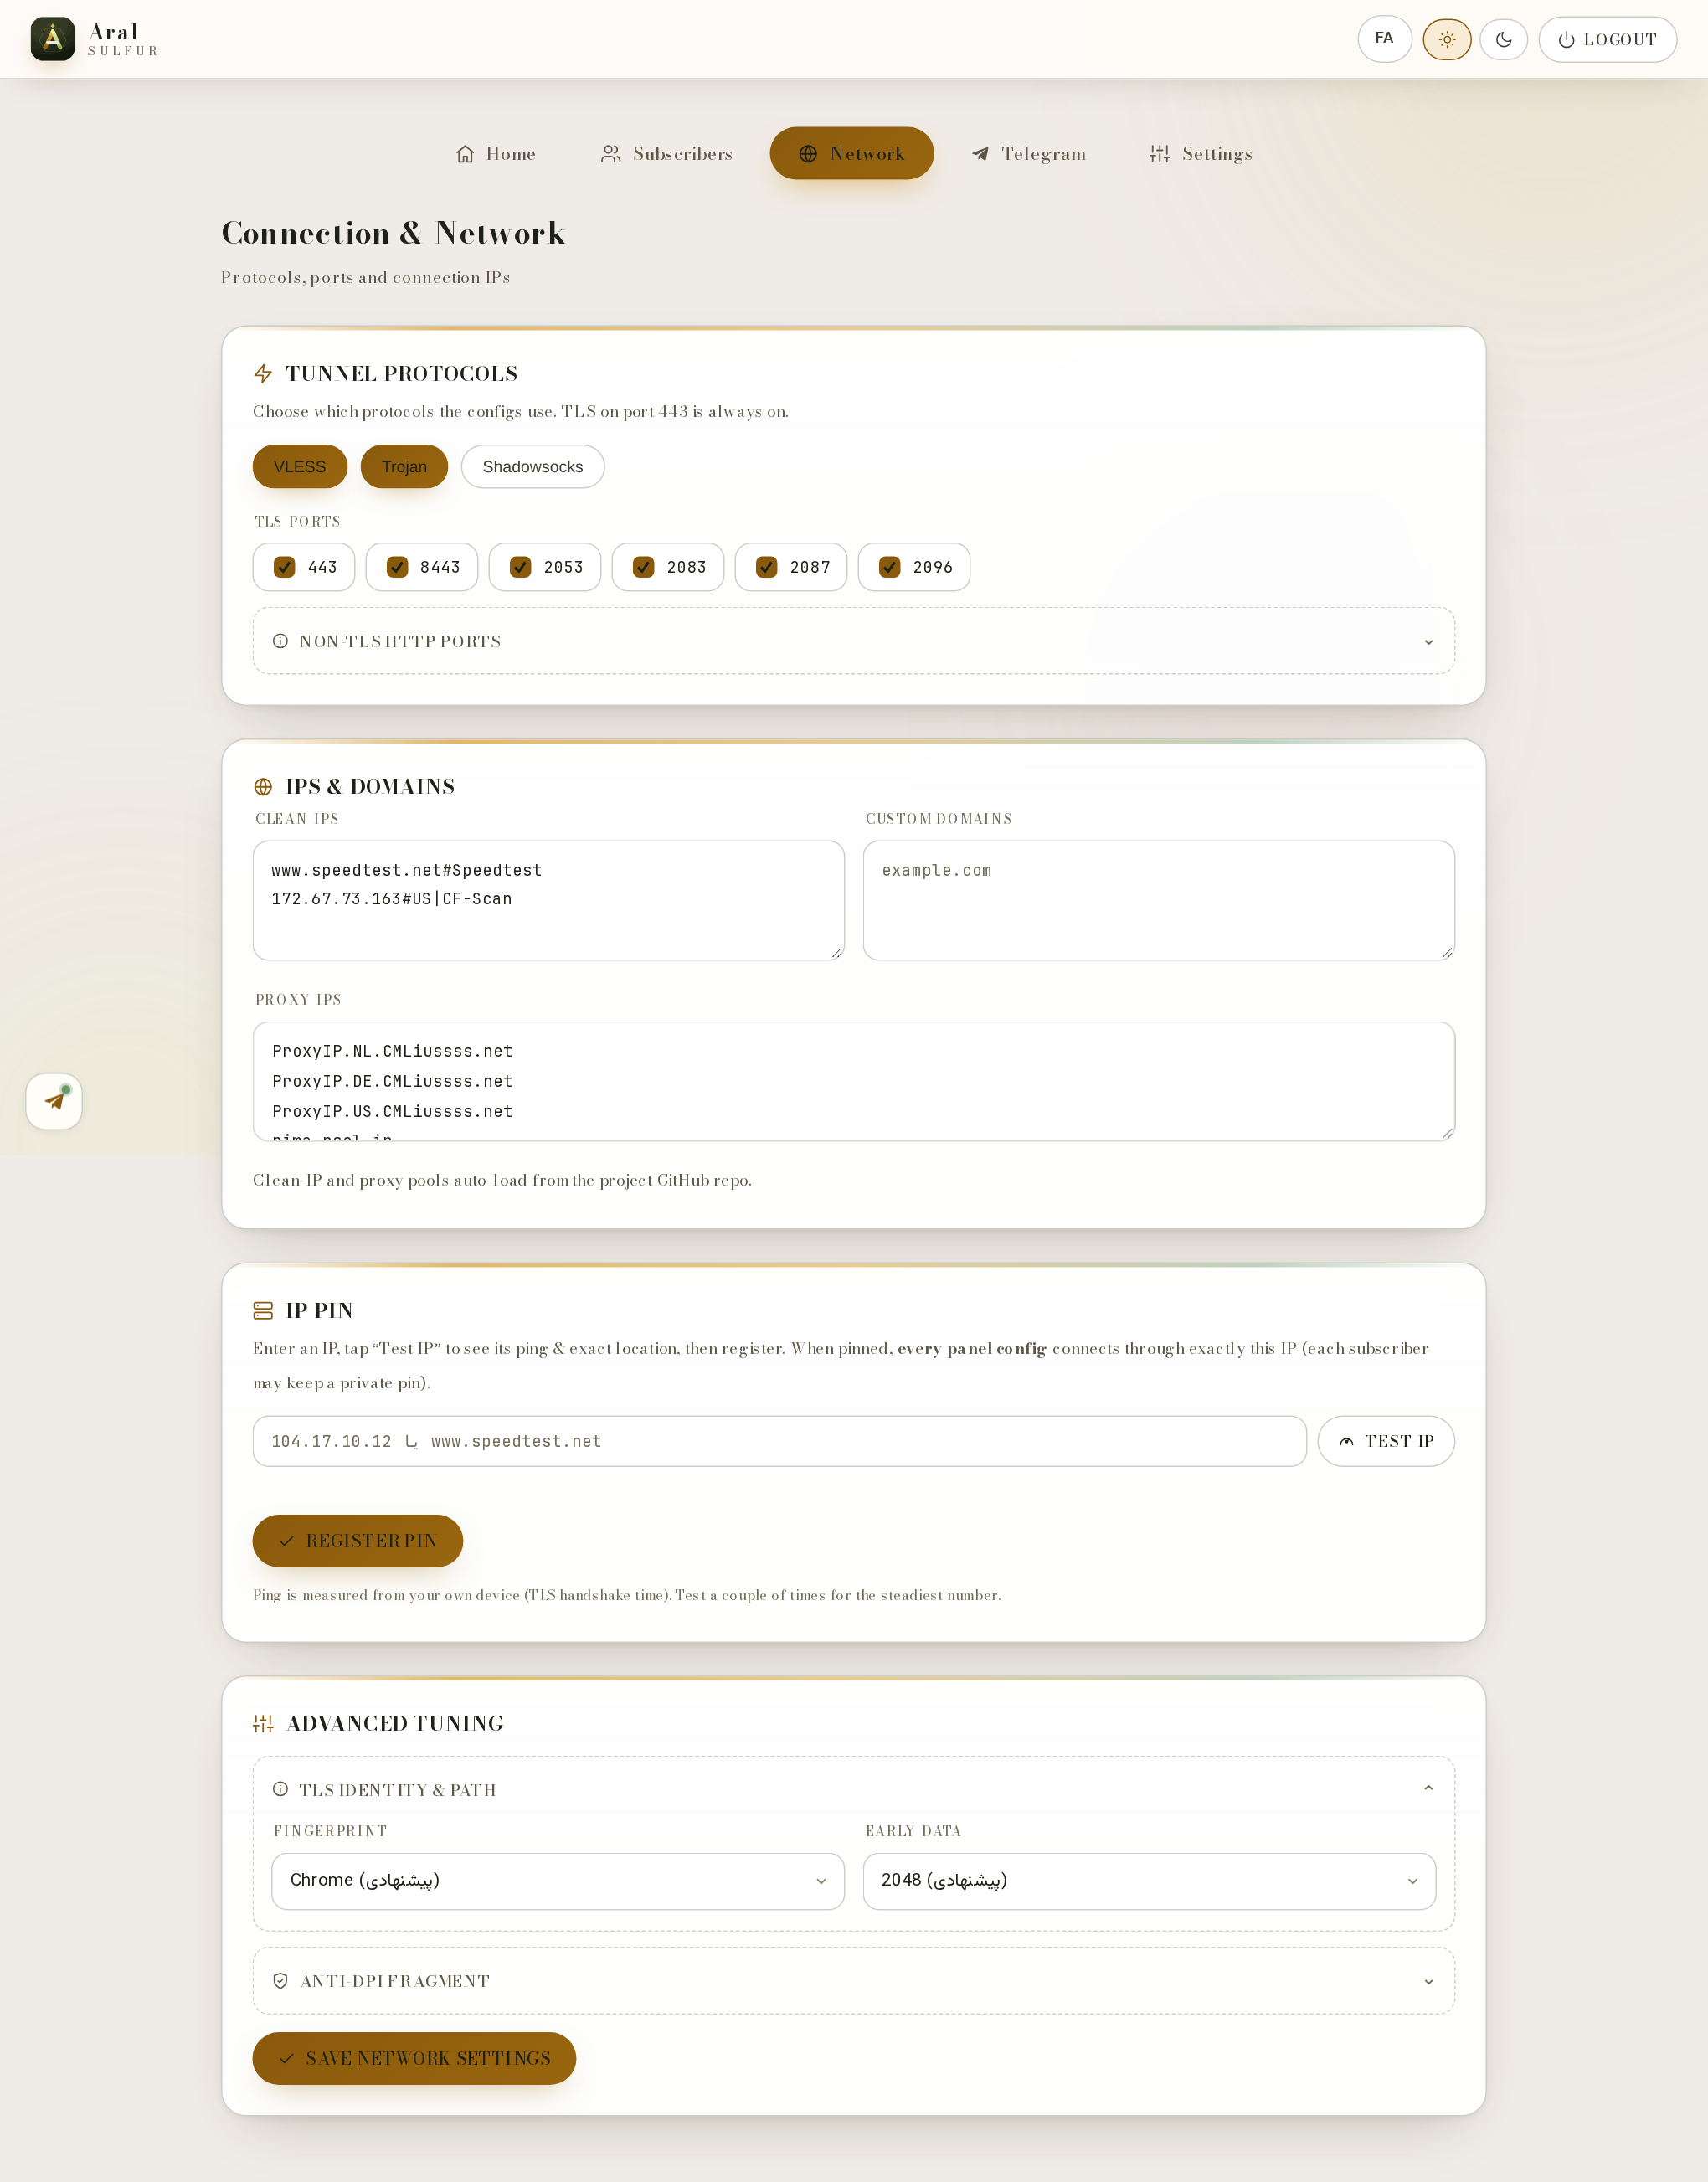 Aral
SULFUR
FA
LOGOUT
Home
Subscribers
Network
Telegram
Settings
Connection & Network
Protocols, ports and connection IPs
TUNNEL PROTOCOLS
Choose which protocols the configs use. TLS on port 443 is always on.
VLESS
Trojan
Shadowsocks
TLS PORTS
443
8443
2053
2083
2087
2096
NON-TLS HTTP PORTS
IPS & DOMAINS
CLEAN IPS
www.speedtest.net#Speedtest
172.67.73.163#US|CF-Scan
CUSTOM DOMAINS
example.com
PROXY IPS
ProxyIP.NL.CMLiussss.net
ProxyIP.DE.CMLiussss.net
ProxyIP.US.CMLiussss.net
Clean-IP and proxy pools auto-load from the project GitHub repo.
IP PIN
Enter an IP, tap “Test IP” to see its ping & exact location, then register. When pinned, every panel config connects through exactly this IP (each subscriber
may keep a private pin).
104.17.10.12 یا www.speedtest.net
TEST IP
REGISTER PIN
Ping is measured from your own device (TLS handshake time). Test a couple of times for the steadiest number.
ADVANCED TUNING
TLS IDENTITY & PATH
FINGERPRINT
Chrome (پیشنهادی)
EARLY DATA
2048 (پیشنهادی)
ANTI-DPI FRAGMENT
SAVE NETWORK SETTINGS